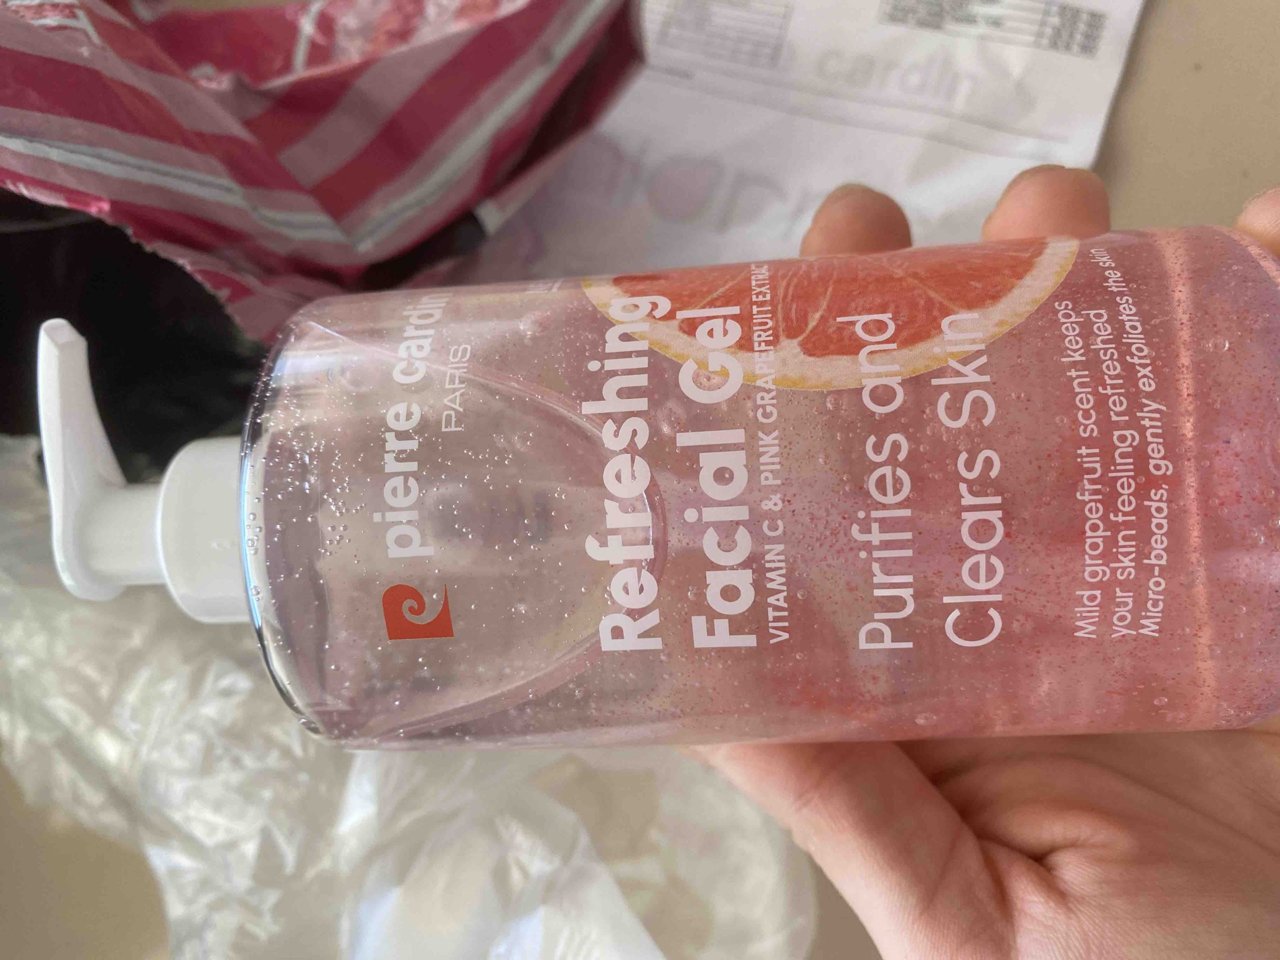 pierre cardin
PARIS
Refreshing
Facial Gel
VITAMIN C & PINK GRAPEFRUIT EXTRACT
Purifies and
Clears Skin
Mild grapefruit scent keeps
your skin feeling refreshed
Micro-beads, gently exfoliates the skin
cardin